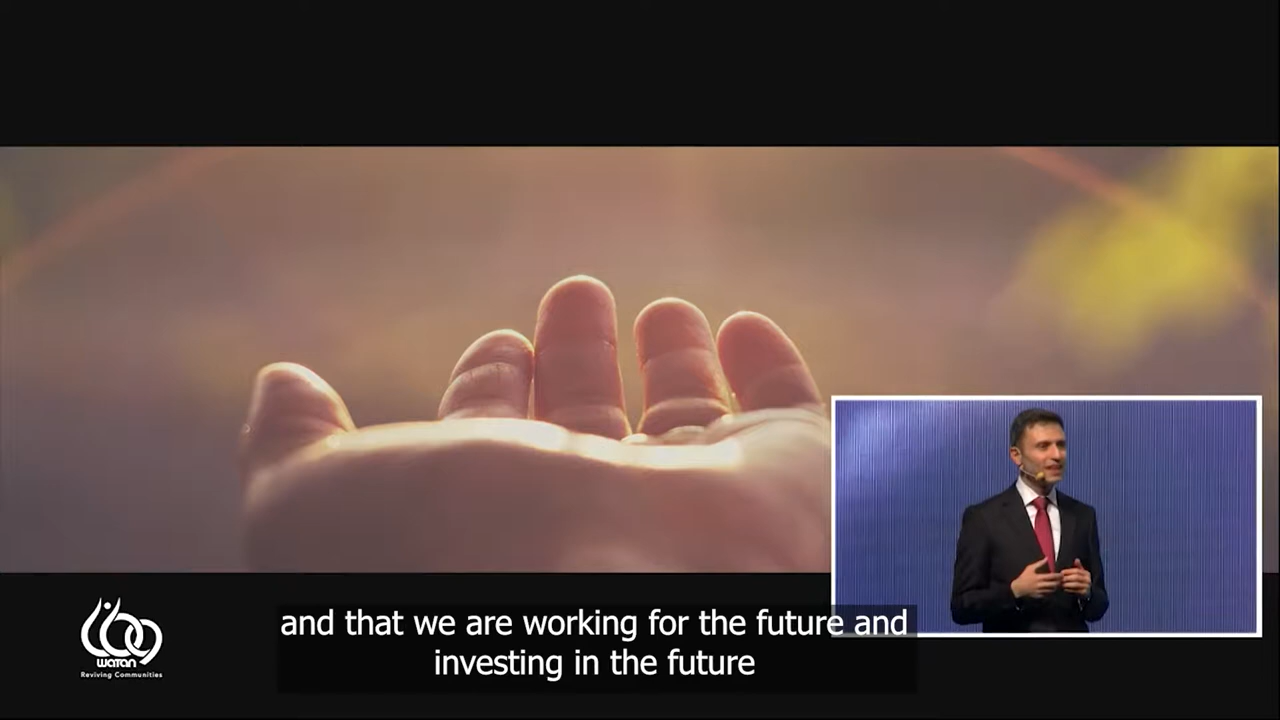 watan
Reviving Communities
and that we are working for the future and
investing in the future